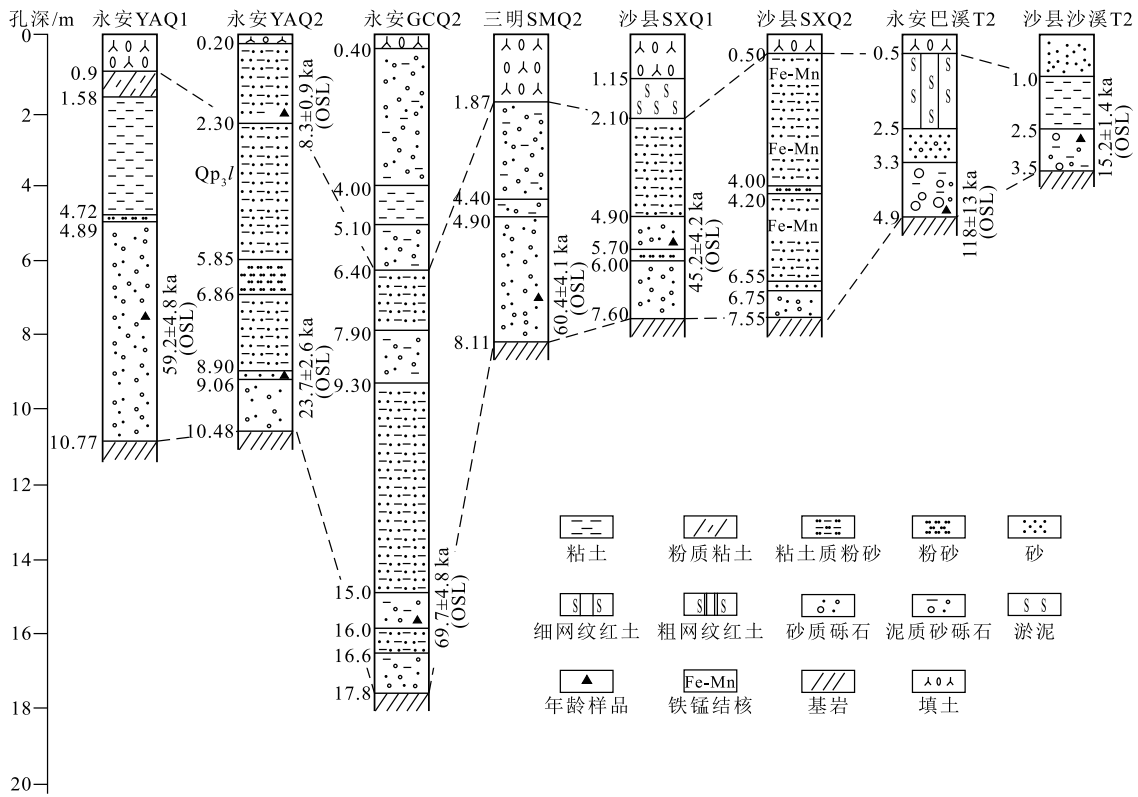 孔深/m
永安YAQ1
永安YAQ2
永安GCQ2
三明SMQ2
沙县SXQ1
沙县SXQ2
永安巴溪T2
沙县沙溪T2
0
2
4
6
8
10
12
14
16
18
20
0.9
1.58
4.72
4.89
10.77
59.2±4.8 ka
(OSL)
0.20
2.30
Qp₃l
5.85
6.86
8.90
9.06
10.48
8.3±0.9 ka
(OSL)
23.7±2.6 ka
(OSL)
0.40
4.00
5.10
6.40
7.90
9.30
15.0
16.0
16.6
17.8
69.7±4.8 ka
(OSL)
1.87
4.40
4.90
8.11
60.4±4.1 ka
(OSL)
1.15
2.10
4.90
5.70
6.00
7.60
45.2±4.2 ka
(OSL)
0.50
Fe-Mn
Fe-Mn
4.00
4.20
Fe-Mn
6.55
6.75
7.55
0.5
2.5
3.3
4.9
118±13 ka
(OSL)
1.0
2.5
3.5
15.2±1.4 ka
(OSL)
粘土
粉质粘土
粘土质粉砂
粉砂
砂
细网纹红土
粗网纹红土
砂质砾石
泥质砂砾石
淤泥
Fe-Mn
年龄样品
铁锰结核
基岩
填土